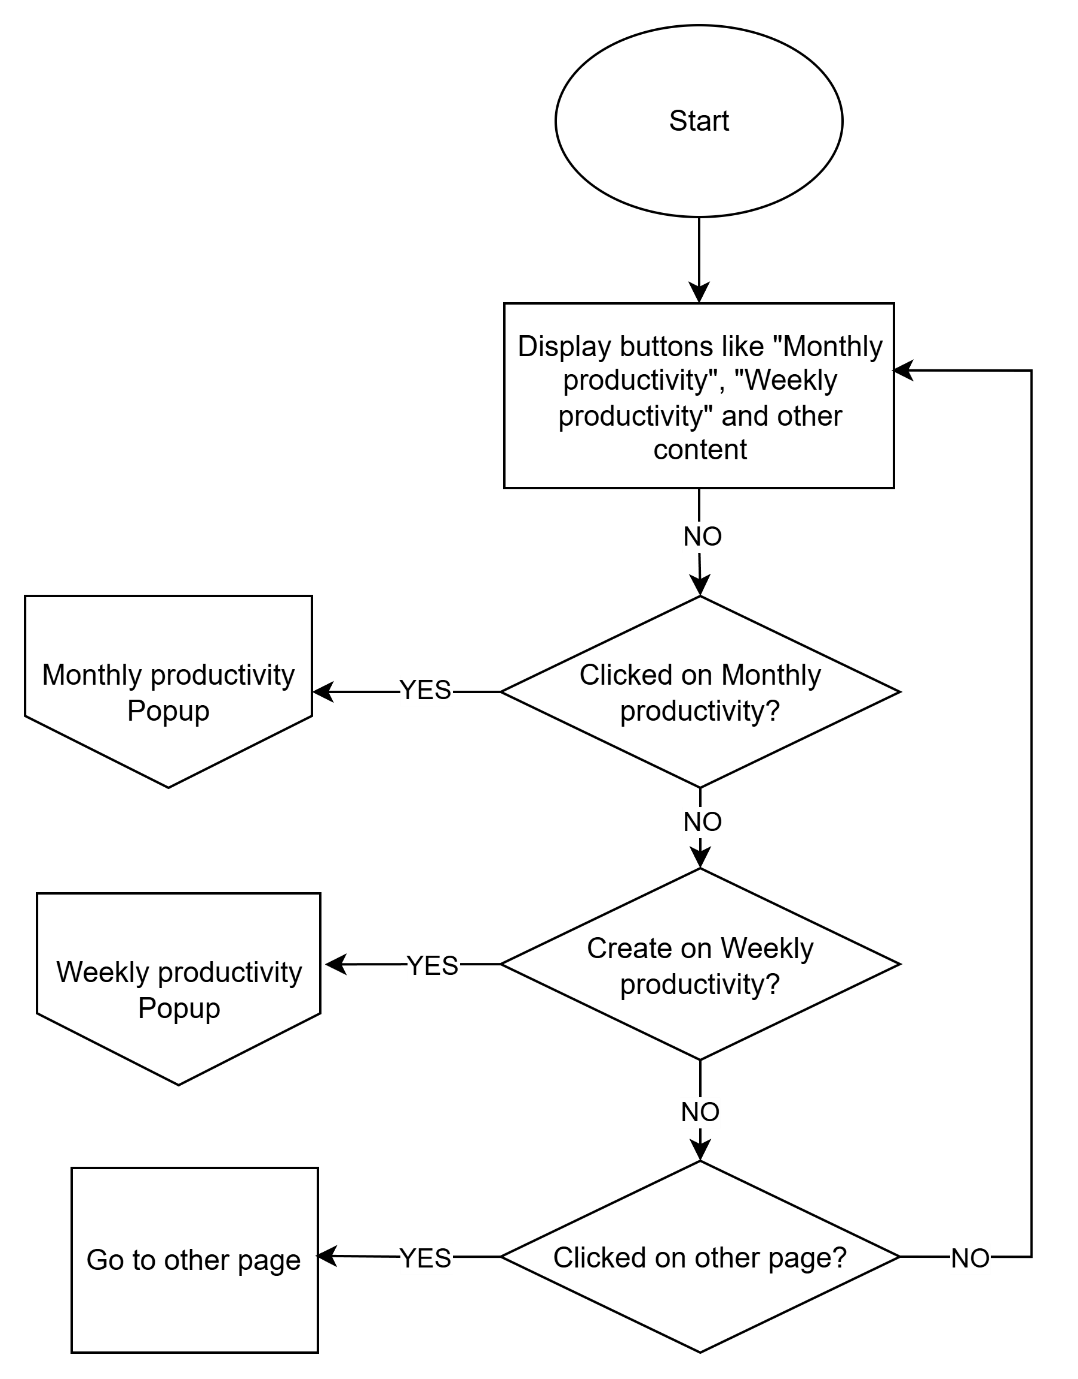 Start
Display buttons like "Monthly
productivity", "Weekly
productivity" and other
content
NO
Clicked on Monthly
productivity?
YES
Monthly productivity
Popup
NO
Create on Weekly
productivity?
YES
Weekly productivity
Popup
NO
Clicked on other page?
YES
Go to other page
NO